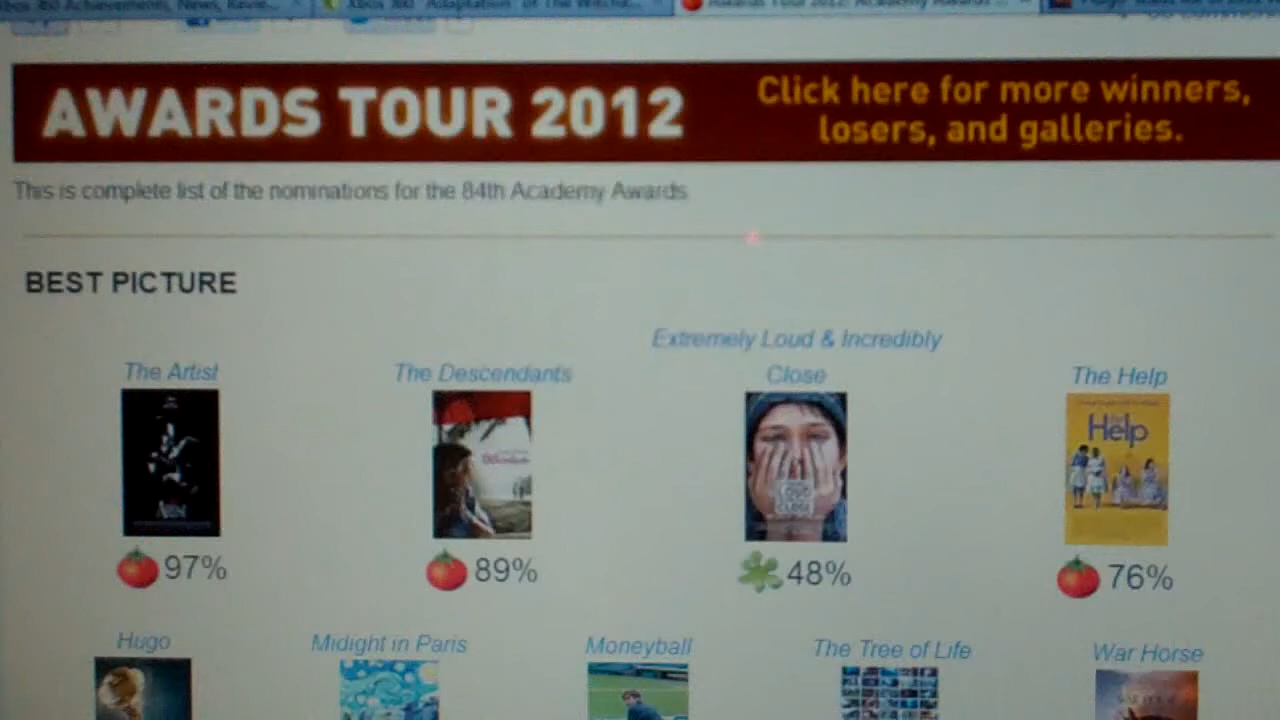 AWARDS TOUR 2012
Click here for more winners,
losers, and galleries.
This is complete list of the nominations for the 84th Academy Awards
BEST PICTURE
The Artist
The Descendants
Extremely Loud & Incredibly
Close
The Help
Help
97%
89%
48%
76%
Hugo
Midight in Paris
Moneyball
The Tree of Life
War Horse